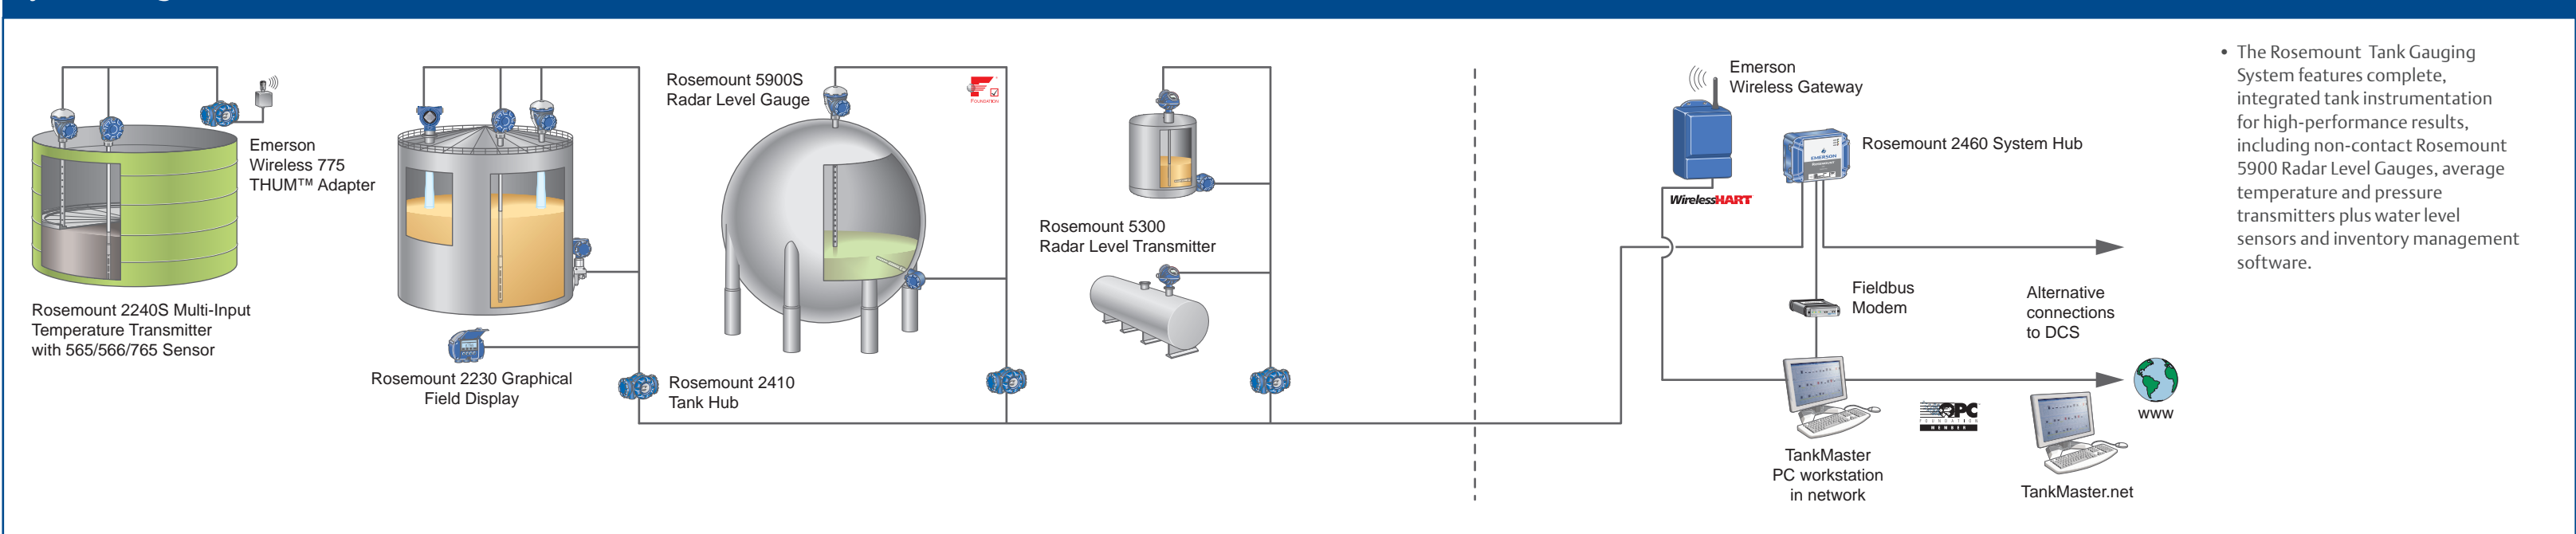 Emerson
Wireless 775
THUM™ Adapter
Rosemount 2240S Multi-Input
Temperature Transmitter
with 565/566/765 Sensor
Rosemount 2230 Graphical
Field Display
Rosemount 5900S
Radar Level Gauge
FOUNDATION
Rosemount 2410
Tank Hub
Rosemount 5300
Radar Level Transmitter
Emerson
Wireless Gateway
WirelessHART
EMERSON
Rosemount 2460 System Hub
Fieldbus
Modem
Alternative
connections
to DCS
TankMaster
PC workstation
in network
OPC
FOUNDATION
MEMBER
WWW
TankMaster.net
• The Rosemount Tank Gauging
System features complete,
integrated tank instrumentation
for high-performance results,
including non-contact Rosemount
5900 Radar Level Gauges, average
temperature and pressure
transmitters plus water level
sensors and inventory management
software.